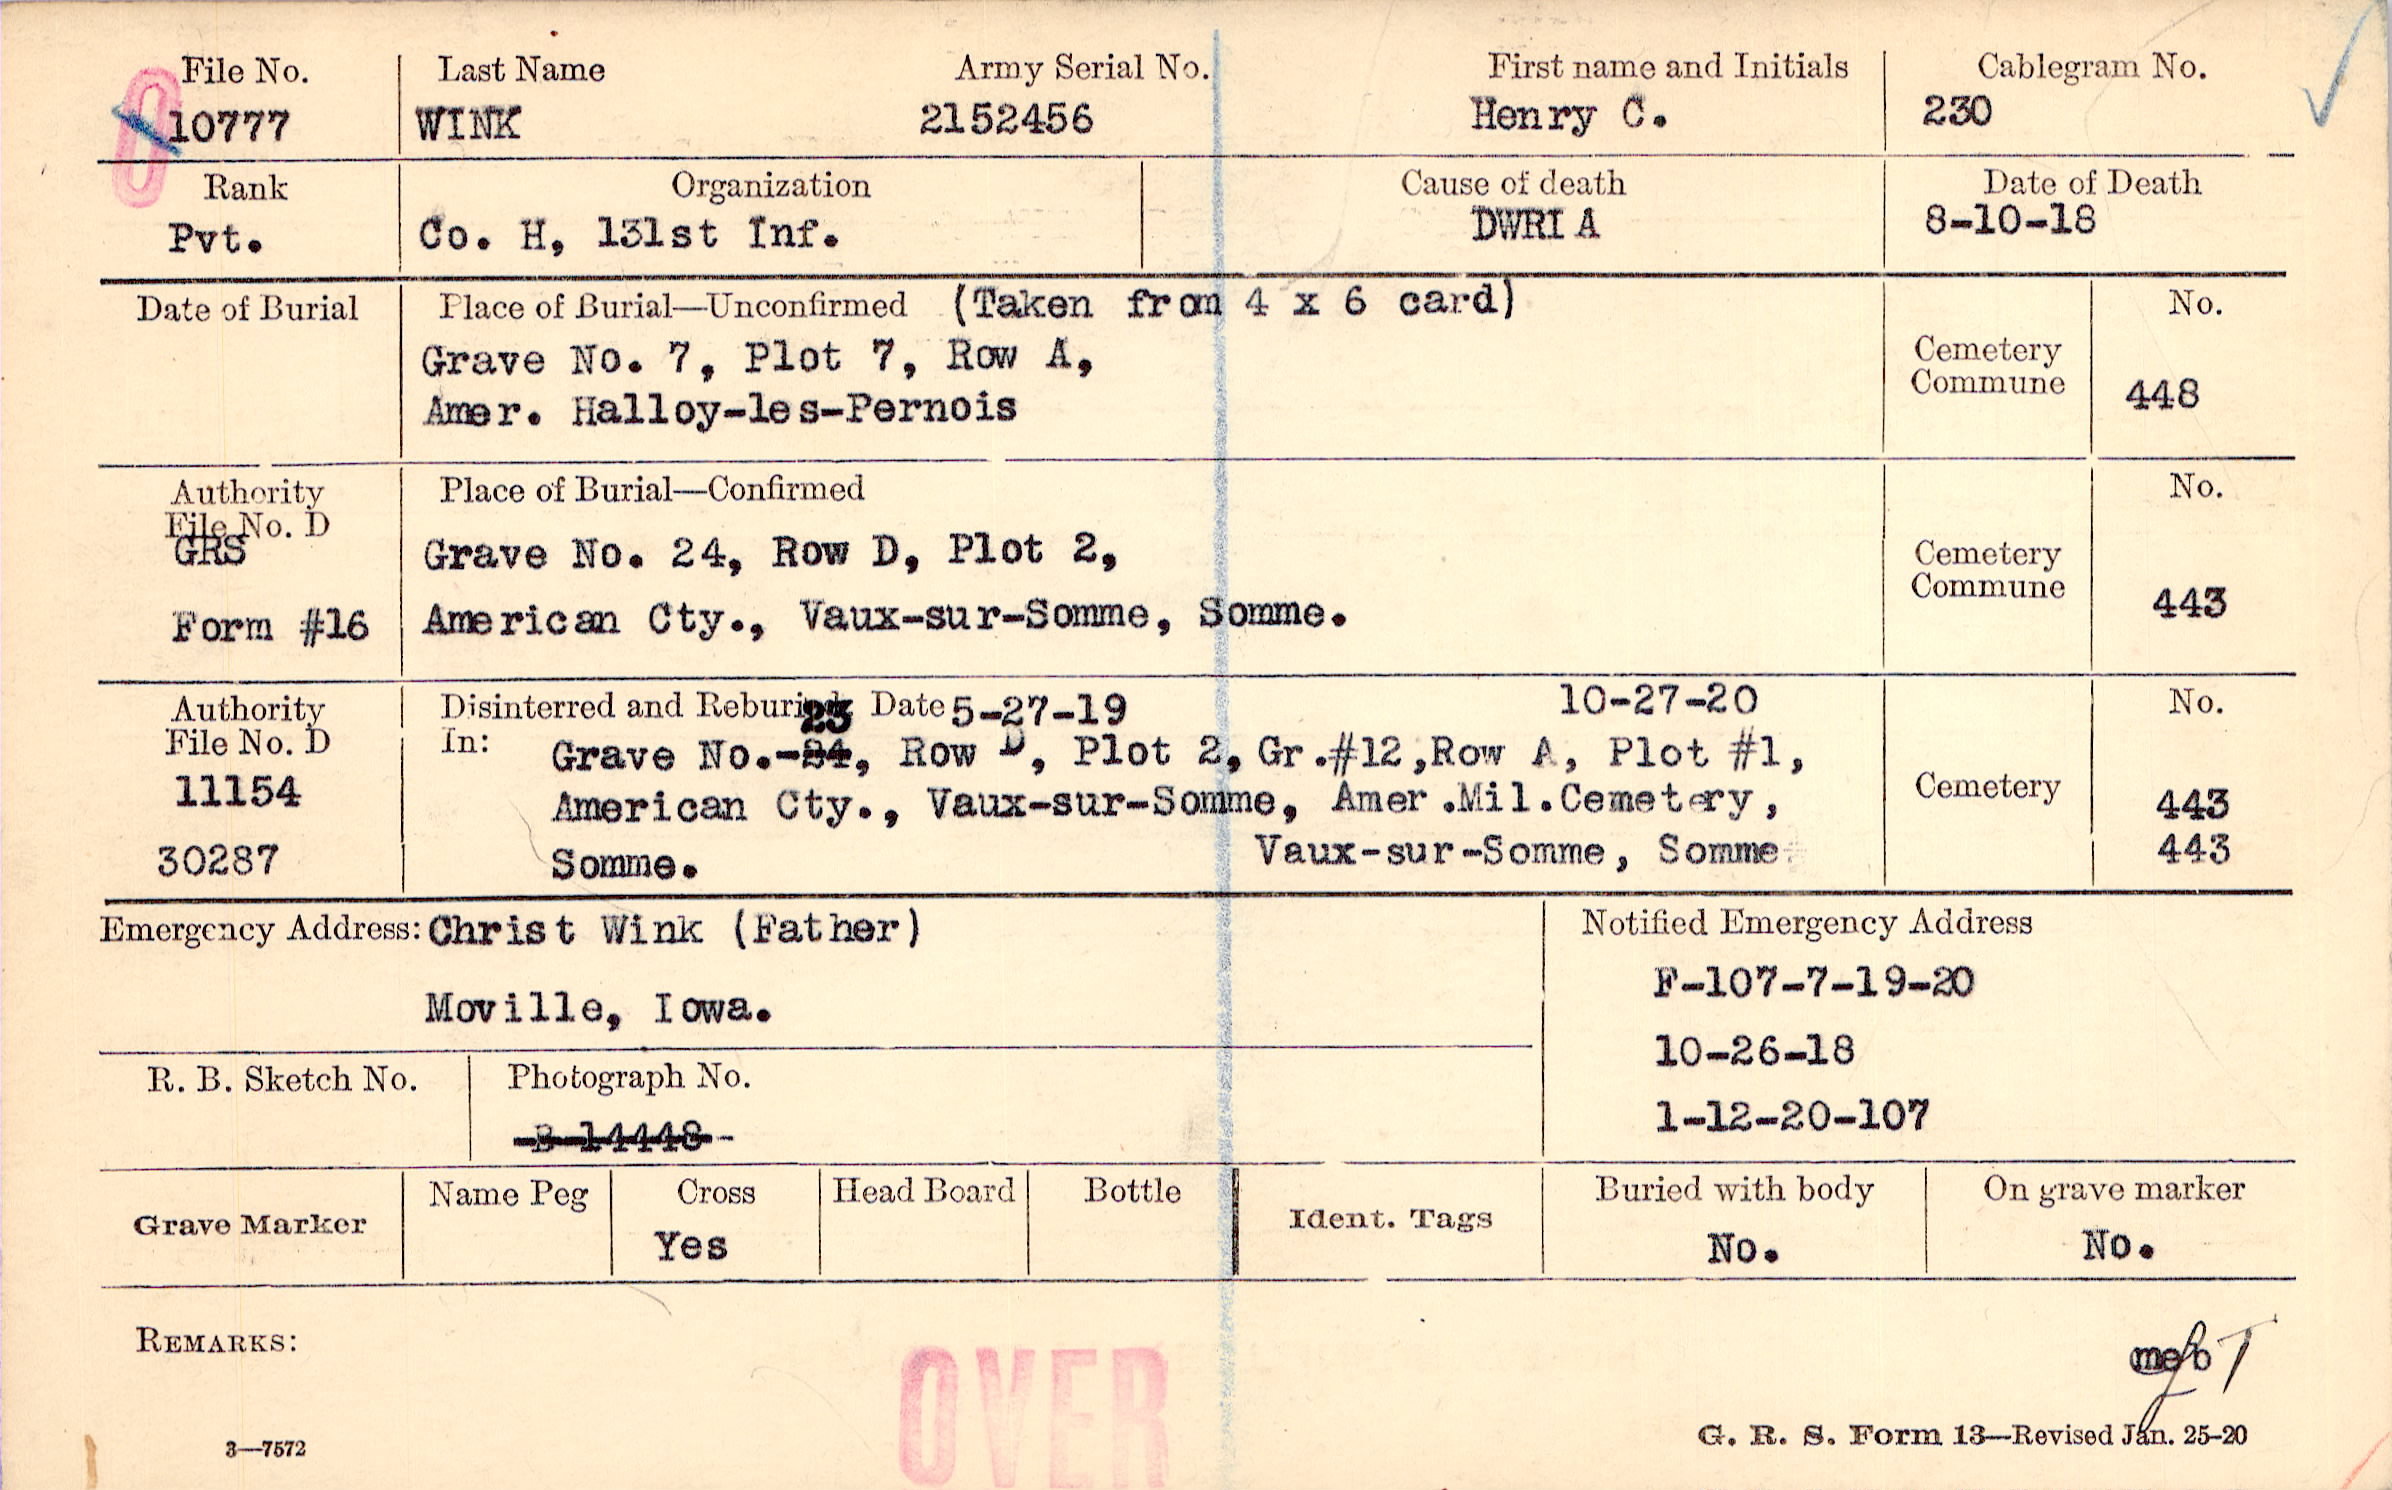 File No. Last Name Army Serial No. First name and Initials Cablegram No.
10777 WINK 2152456 Henry C. 230
Rank Organization Cause of death Date of Death
Pvt. Co. H, 131st Inf. DWRI A 8-10-18
Date of Burial Place of Burial—Unconfirmed (Taken from 4 x 6 card) No.
Grave No. 7, Plot 7, Row A, Cemetery
Amer. Halloy-les-Pernois Commune 448
Authority Place of Burial—Confirmed No.
File No. D
GRS Grave No. 24, Row D, Plot 2, Cemetery
Commune
Form #16 American Cty., Vaux-sur-Somme, Somme. 443
Authority Disinterred and Reburied Date 5-27-19 10-27-20 No.
File No. D In: 23
Grave No.-24, Row D, Plot 2, Gr.#12,Row A, Plot #1,
11154 American Cty., Vaux-sur-Somme, Amer.Mil.Cemetery, Cemetery 443
30287 Somme. Vaux-sur-Somme, Somme 443
Emergency Address: Christ Wink (Father) Notified Emergency Address
F-107-7-19-20
Moville, Iowa.
10-26-18
R. B. Sketch No. Photograph No.
1-12-20-107
-B-14448-
Grave Marker Name Peg Cross Head Board Bottle Ident. Tags Buried with body On grave marker
Yes No. No.
REMARKS:
OVER
3—7572 G. R. S. Form 13—Revised Jan. 25-20